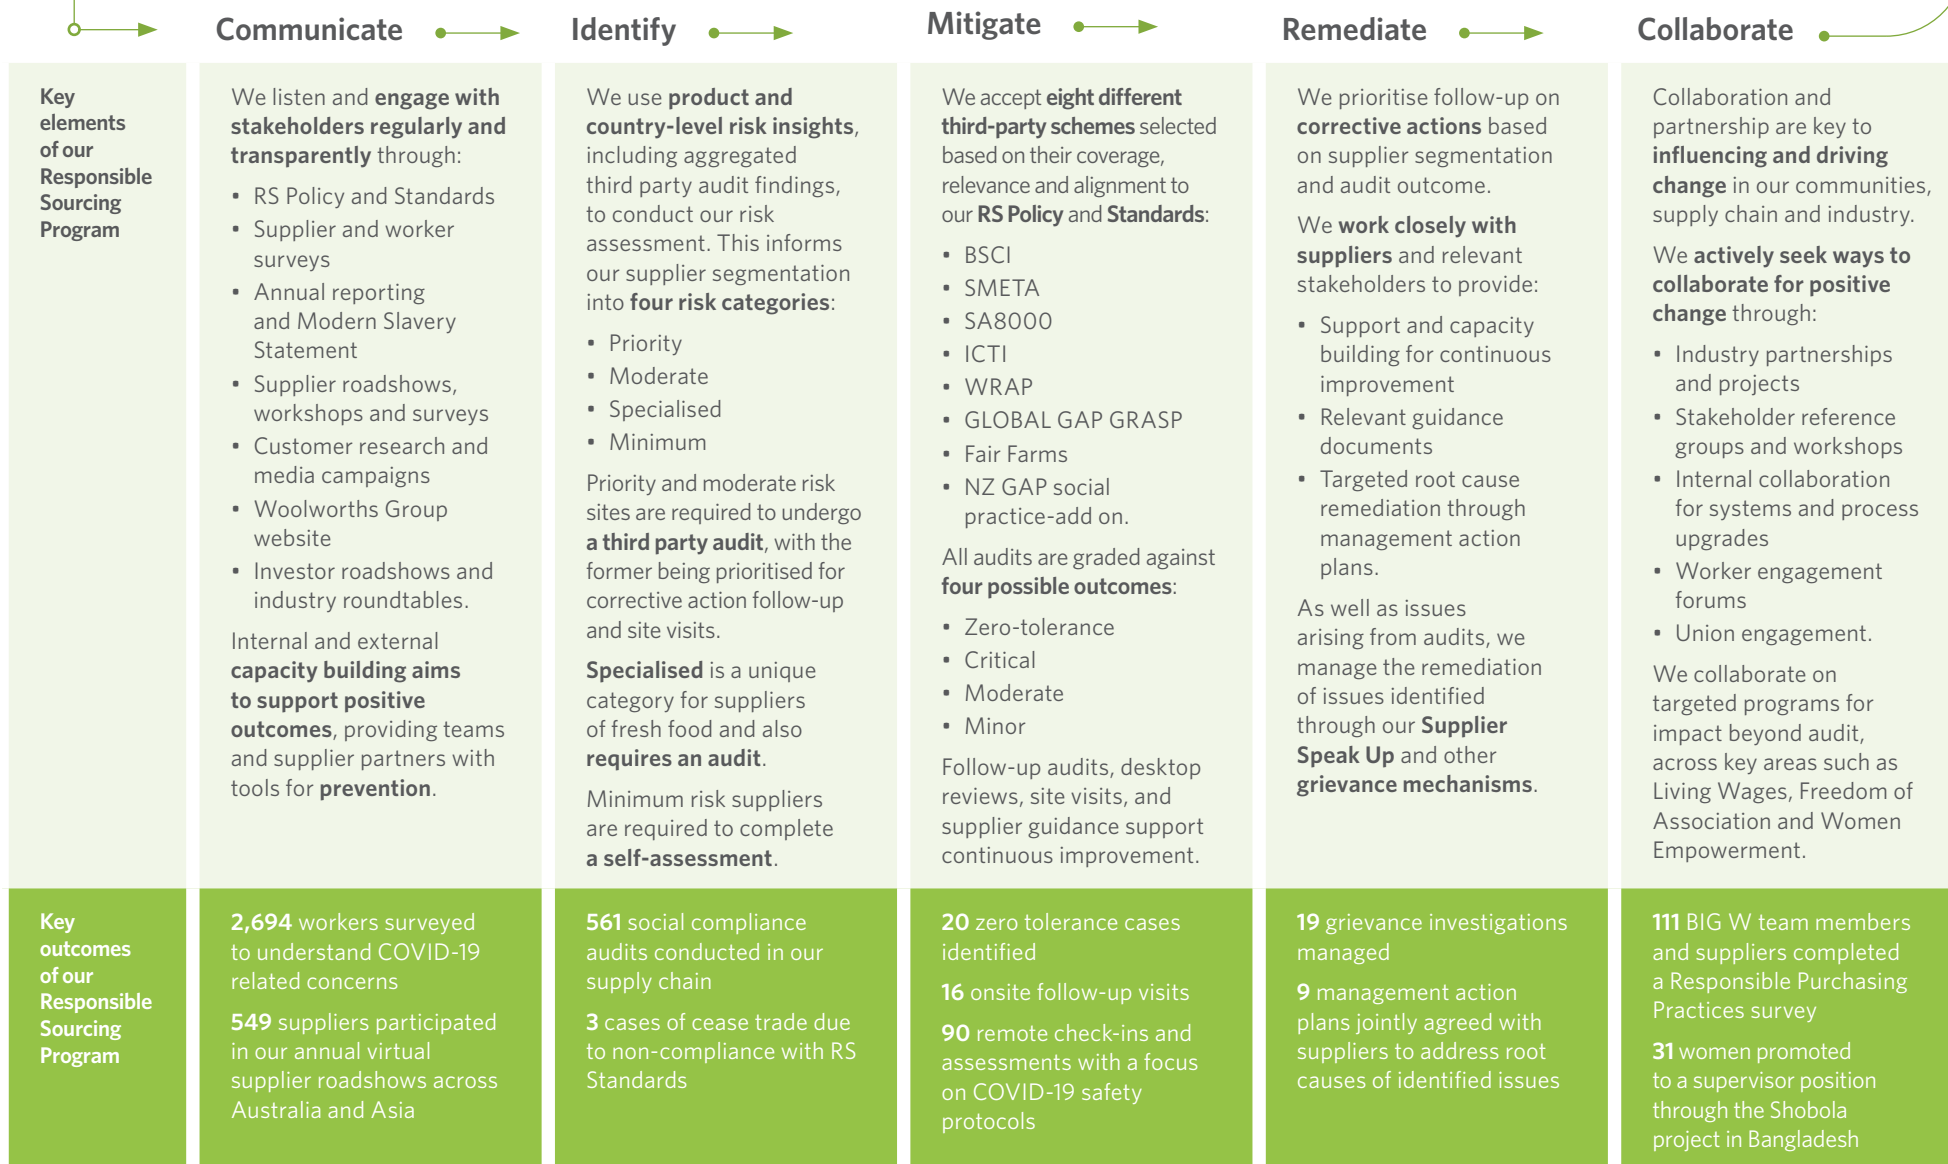 Communicate
Identify
Mitigate
Remediate
Collaborate
Key
elements
of our
Responsible
Sourcing
Program
We listen and engage with
stakeholders regularly and
transparently through:
• RS Policy and Standards
• Supplier and worker
surveys
• Annual reporting
and Modern Slavery
Statement
• Supplier roadshows,
workshops and surveys
• Customer research and
media campaigns
• Woolworths Group
website
• Investor roadshows and
industry roundtables.
Internal and external
capacity building aims
to support positive
outcomes, providing teams
and supplier partners with
tools for prevention.
We use product and
country-level risk insights,
including aggregated
third party audit findings,
to conduct our risk
assessment. This informs
our supplier segmentation
into four risk categories:
• Priority
• Moderate
• Specialised
• Minimum
Priority and moderate risk
sites are required to undergo
a third party audit, with the
former being prioritised for
corrective action follow-up
and site visits.
Specialised is a unique
category for suppliers
of fresh food and also
requires an audit.
Minimum risk suppliers
are required to complete
a self-assessment.
We accept eight different
third-party schemes selected
based on their coverage,
relevance and alignment to
our RS Policy and Standards:
• BSCI
• SMETA
• SA8000
• ICTI
• WRAP
• GLOBAL GAP GRASP
• Fair Farms
• NZ GAP social
practice-add on.
All audits are graded against
four possible outcomes:
• Zero-tolerance
• Critical
• Moderate
• Minor
Follow-up audits, desktop
reviews, site visits, and
supplier guidance support
continuous improvement.
We prioritise follow-up on
corrective actions based
on supplier segmentation
and audit outcome.
We work closely with
suppliers and relevant
stakeholders to provide:
• Support and capacity
building for continuous
improvement
• Relevant guidance
documents
• Targeted root cause
remediation through
management action
plans.
As well as issues
arising from audits, we
manage the remediation
of issues identified
through our Supplier
Speak Up and other
grievance mechanisms.
Collaboration and
partnership are key to
influencing and driving
change in our communities,
supply chain and industry.
We actively seek ways to
collaborate for positive
change through:
• Industry partnerships
and projects
• Stakeholder reference
groups and workshops
• Internal collaboration
for systems and process
upgrades
• Worker engagement
forums
• Union engagement.
We collaborate on
targeted programs for
impact beyond audit,
across key areas such as
Living Wages, Freedom of
Association and Women
Empowerment.
Key
outcomes
of our
Responsible
Sourcing
Program
2,694 workers surveyed
to understand COVID-19
related concerns
549 suppliers participated
in our annual virtual
supplier roadshows across
Australia and Asia
561 social compliance
audits conducted in our
supply chain
3 cases of cease trade due
to non-compliance with RS
Standards
20 zero tolerance cases
identified
16 onsite follow-up visits
90 remote check-ins and
assessments with a focus
on COVID-19 safety
protocols
19 grievance investigations
managed
9 management action
plans jointly agreed with
suppliers to address root
causes of identified issues
111 BIG W team members
and suppliers completed
a Responsible Purchasing
Practices survey
31 women promoted
to a supervisor position
through the Shobola
project in Bangladesh